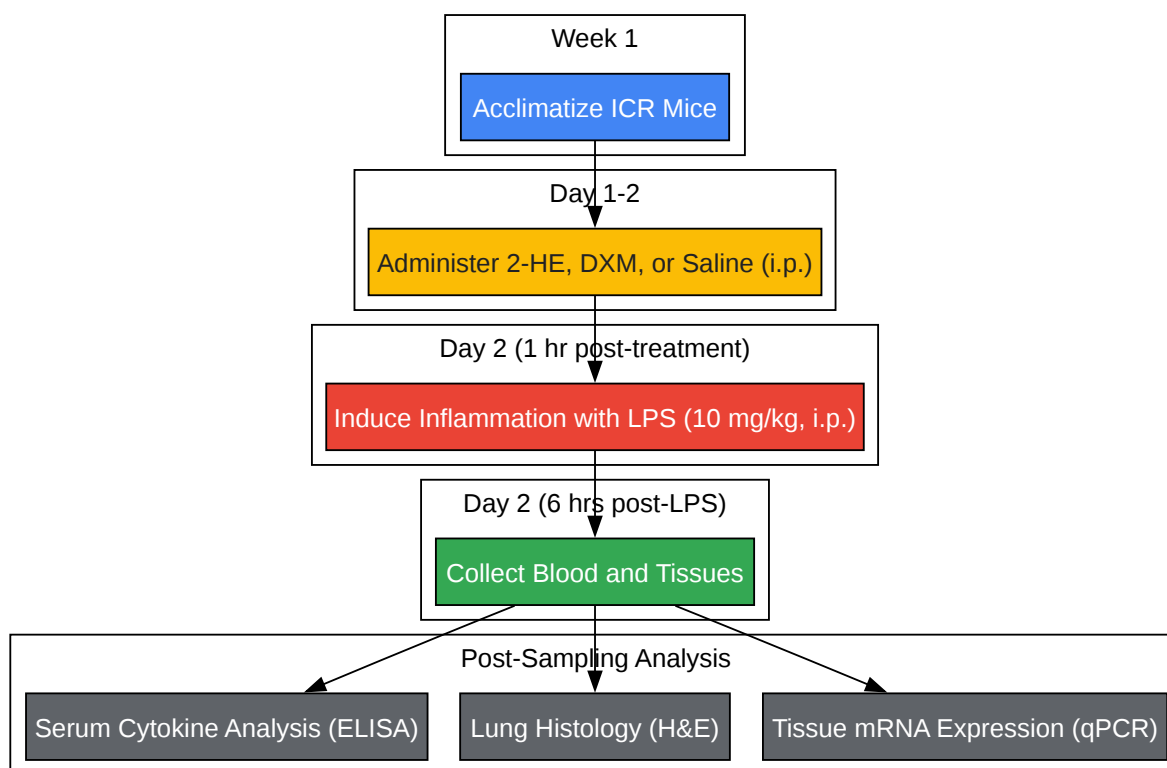 Week 1
Acclimatize ICR Mice
Day 1-2
Administer 2-HE, DXM, or Saline (i.p.)
Day 2 (1 hr post-treatment)
Induce Inflammation with LPS (10 mg/kg, i.p.)
Day 2 (6 hrs post-LPS)
Collect Blood and Tissues
Post-Sampling Analysis
Serum Cytokine Analysis (ELISA)
Lung Histology (H&E)
Tissue mRNA Expression (qPCR)